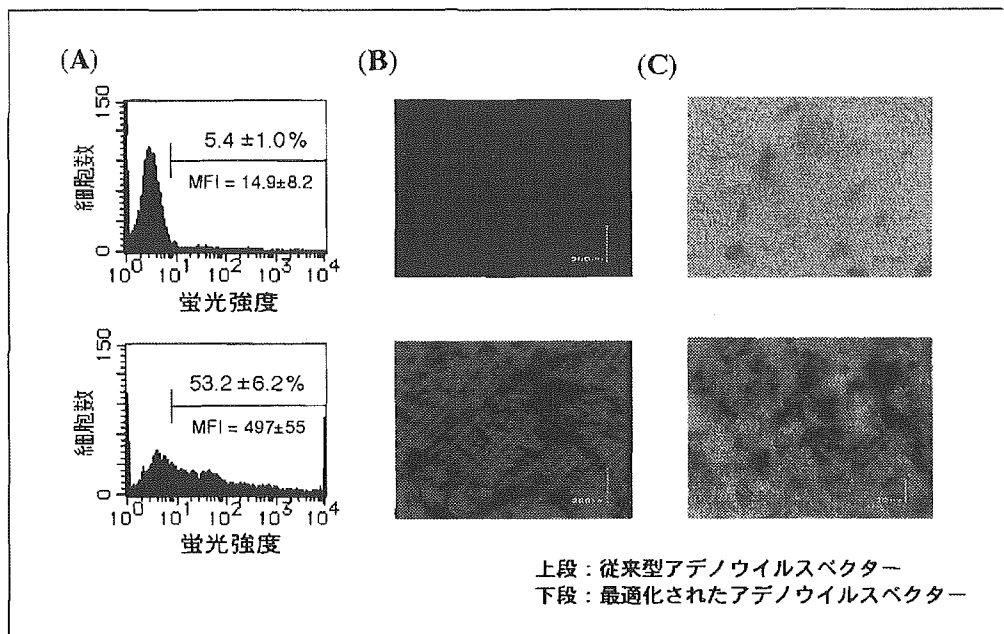 (A)
(B)
(C)
150
細胞数
0
5.4 ±1.0%
MFI = 14.9±8.2
10⁰ 10¹ 10² 10³ 10⁴
蛍光強度
150
細胞数
0
53.2 ±6.2%
MFI = 497±55
10⁰ 10¹ 10² 10³ 10⁴
蛍光強度
上段：従来型アデノウイルスベクター
下段：最適化されたアデノウイルスベクター